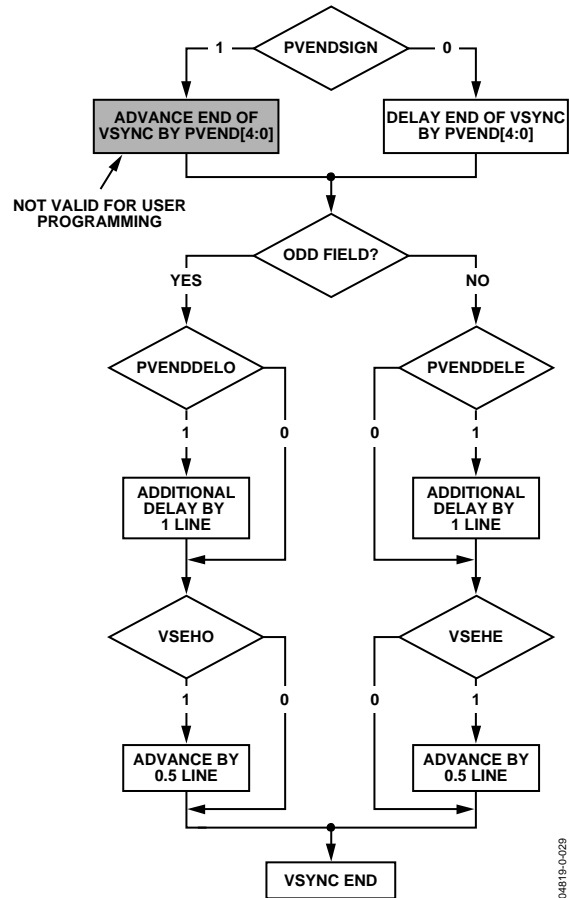 PVENDSIGN
1
0
ADVANCE END OF
VSYNC BY PVEND[4:0]
DELAY END OF VSYNC
BY PVEND[4:0]
NOT VALID FOR USER
PROGRAMMING
ODD FIELD?
YES
NO
PVENDDELO
PVENDDELE
1
0
0
1
ADDITIONAL
DELAY BY
1 LINE
ADDITIONAL
DELAY BY
1 LINE
VSEHO
VSEHE
1
0
0
1
ADVANCE BY
0.5 LINE
ADVANCE BY
0.5 LINE
VSYNC END
04819-0-029